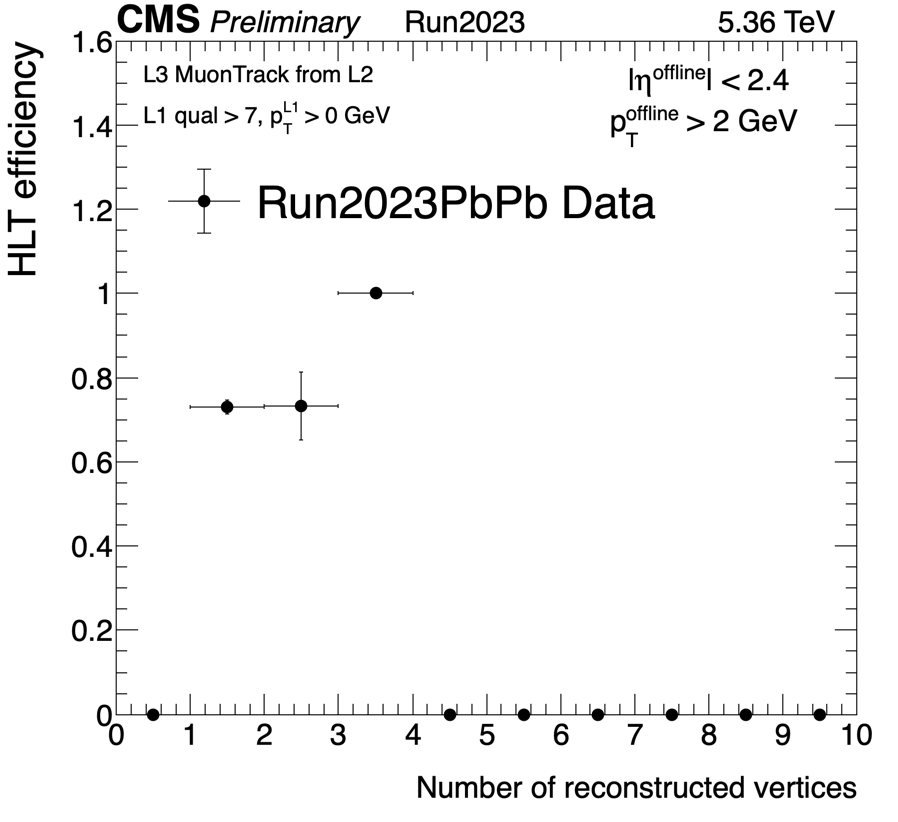 CMS Preliminary Run2023 5.36 TeV
L3 MuonTrack from L2
L1 qual > 7, p_T^L1 > 0 GeV
|η^offline| < 2.4
p_T^offline > 2 GeV
Run2023PbPb Data
HLT efficiency
1.6
1.4
1.2
1
0.8
0.6
0.4
0.2
0
0 1 2 3 4 5 6 7 8 9 10
Number of reconstructed vertices